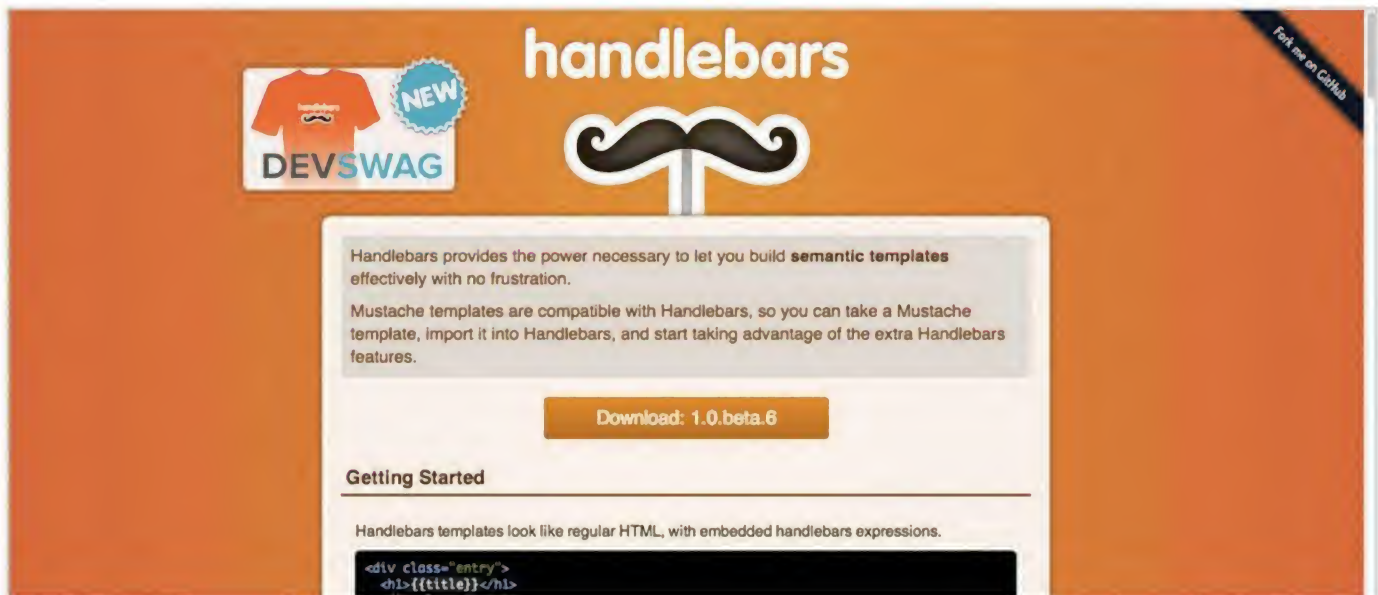 handlebars
Fork me on GitHub
NEW
handlebars
DEVSWAG
Handlebars provides the power necessary to let you build semantic templates
effectively with no frustration.
Mustache templates are compatible with Handlebars, so you can take a Mustache
template, import it into Handlebars, and start taking advantage of the extra Handlebars
features.
Download: 1.0.beta.6
Getting Started
Handlebars templates look like regular HTML, with embedded handlebars expressions.
<div class="entry">
<h1>{{title}}</h1>